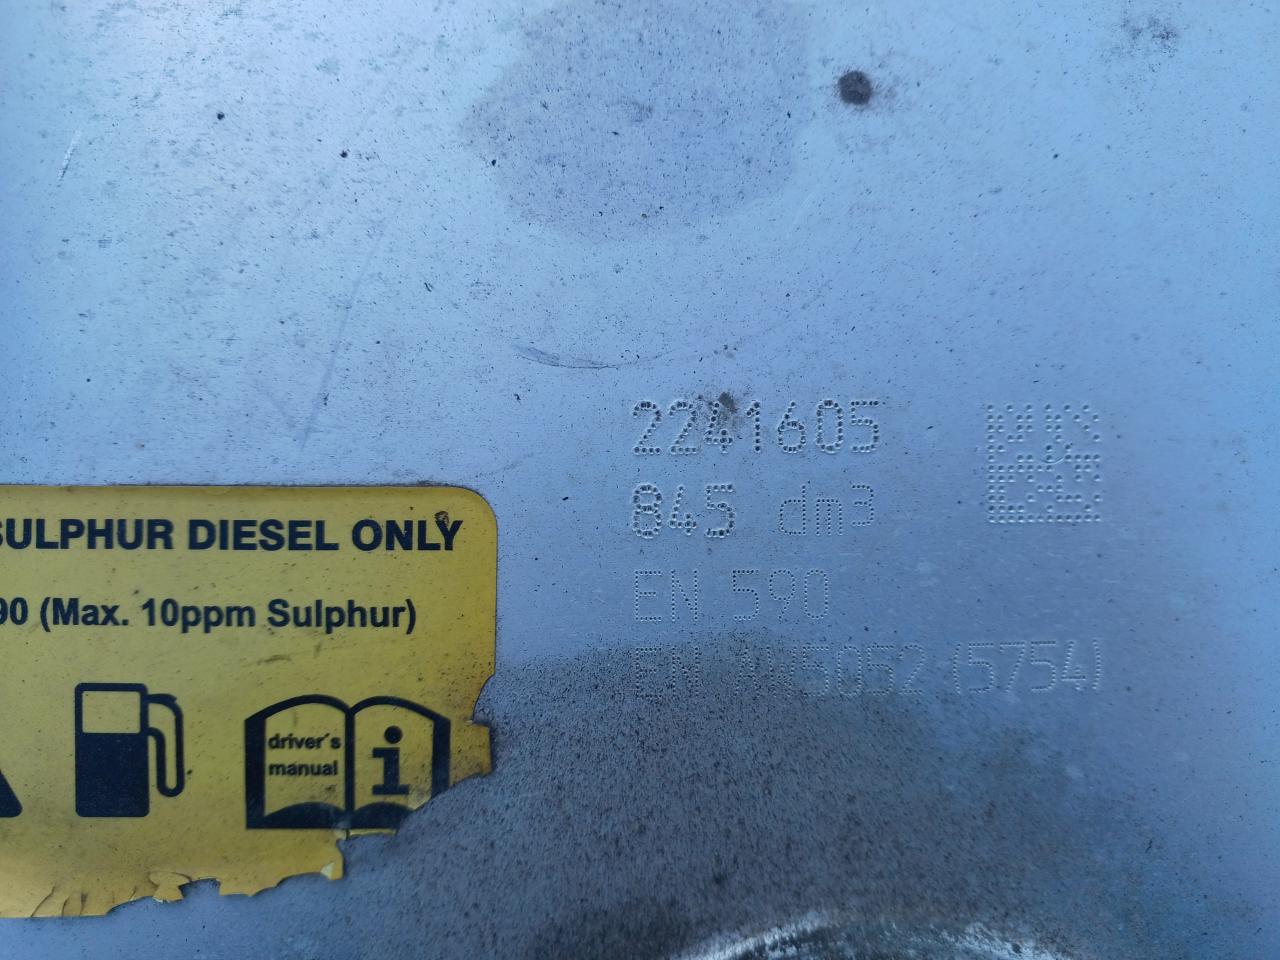 SULPHUR DIESEL ONLY
90 (Max. 10ppm Sulphur)
driver's
manual
i
2241605
845 dm3
EN 590
EN AW5052 (5754)